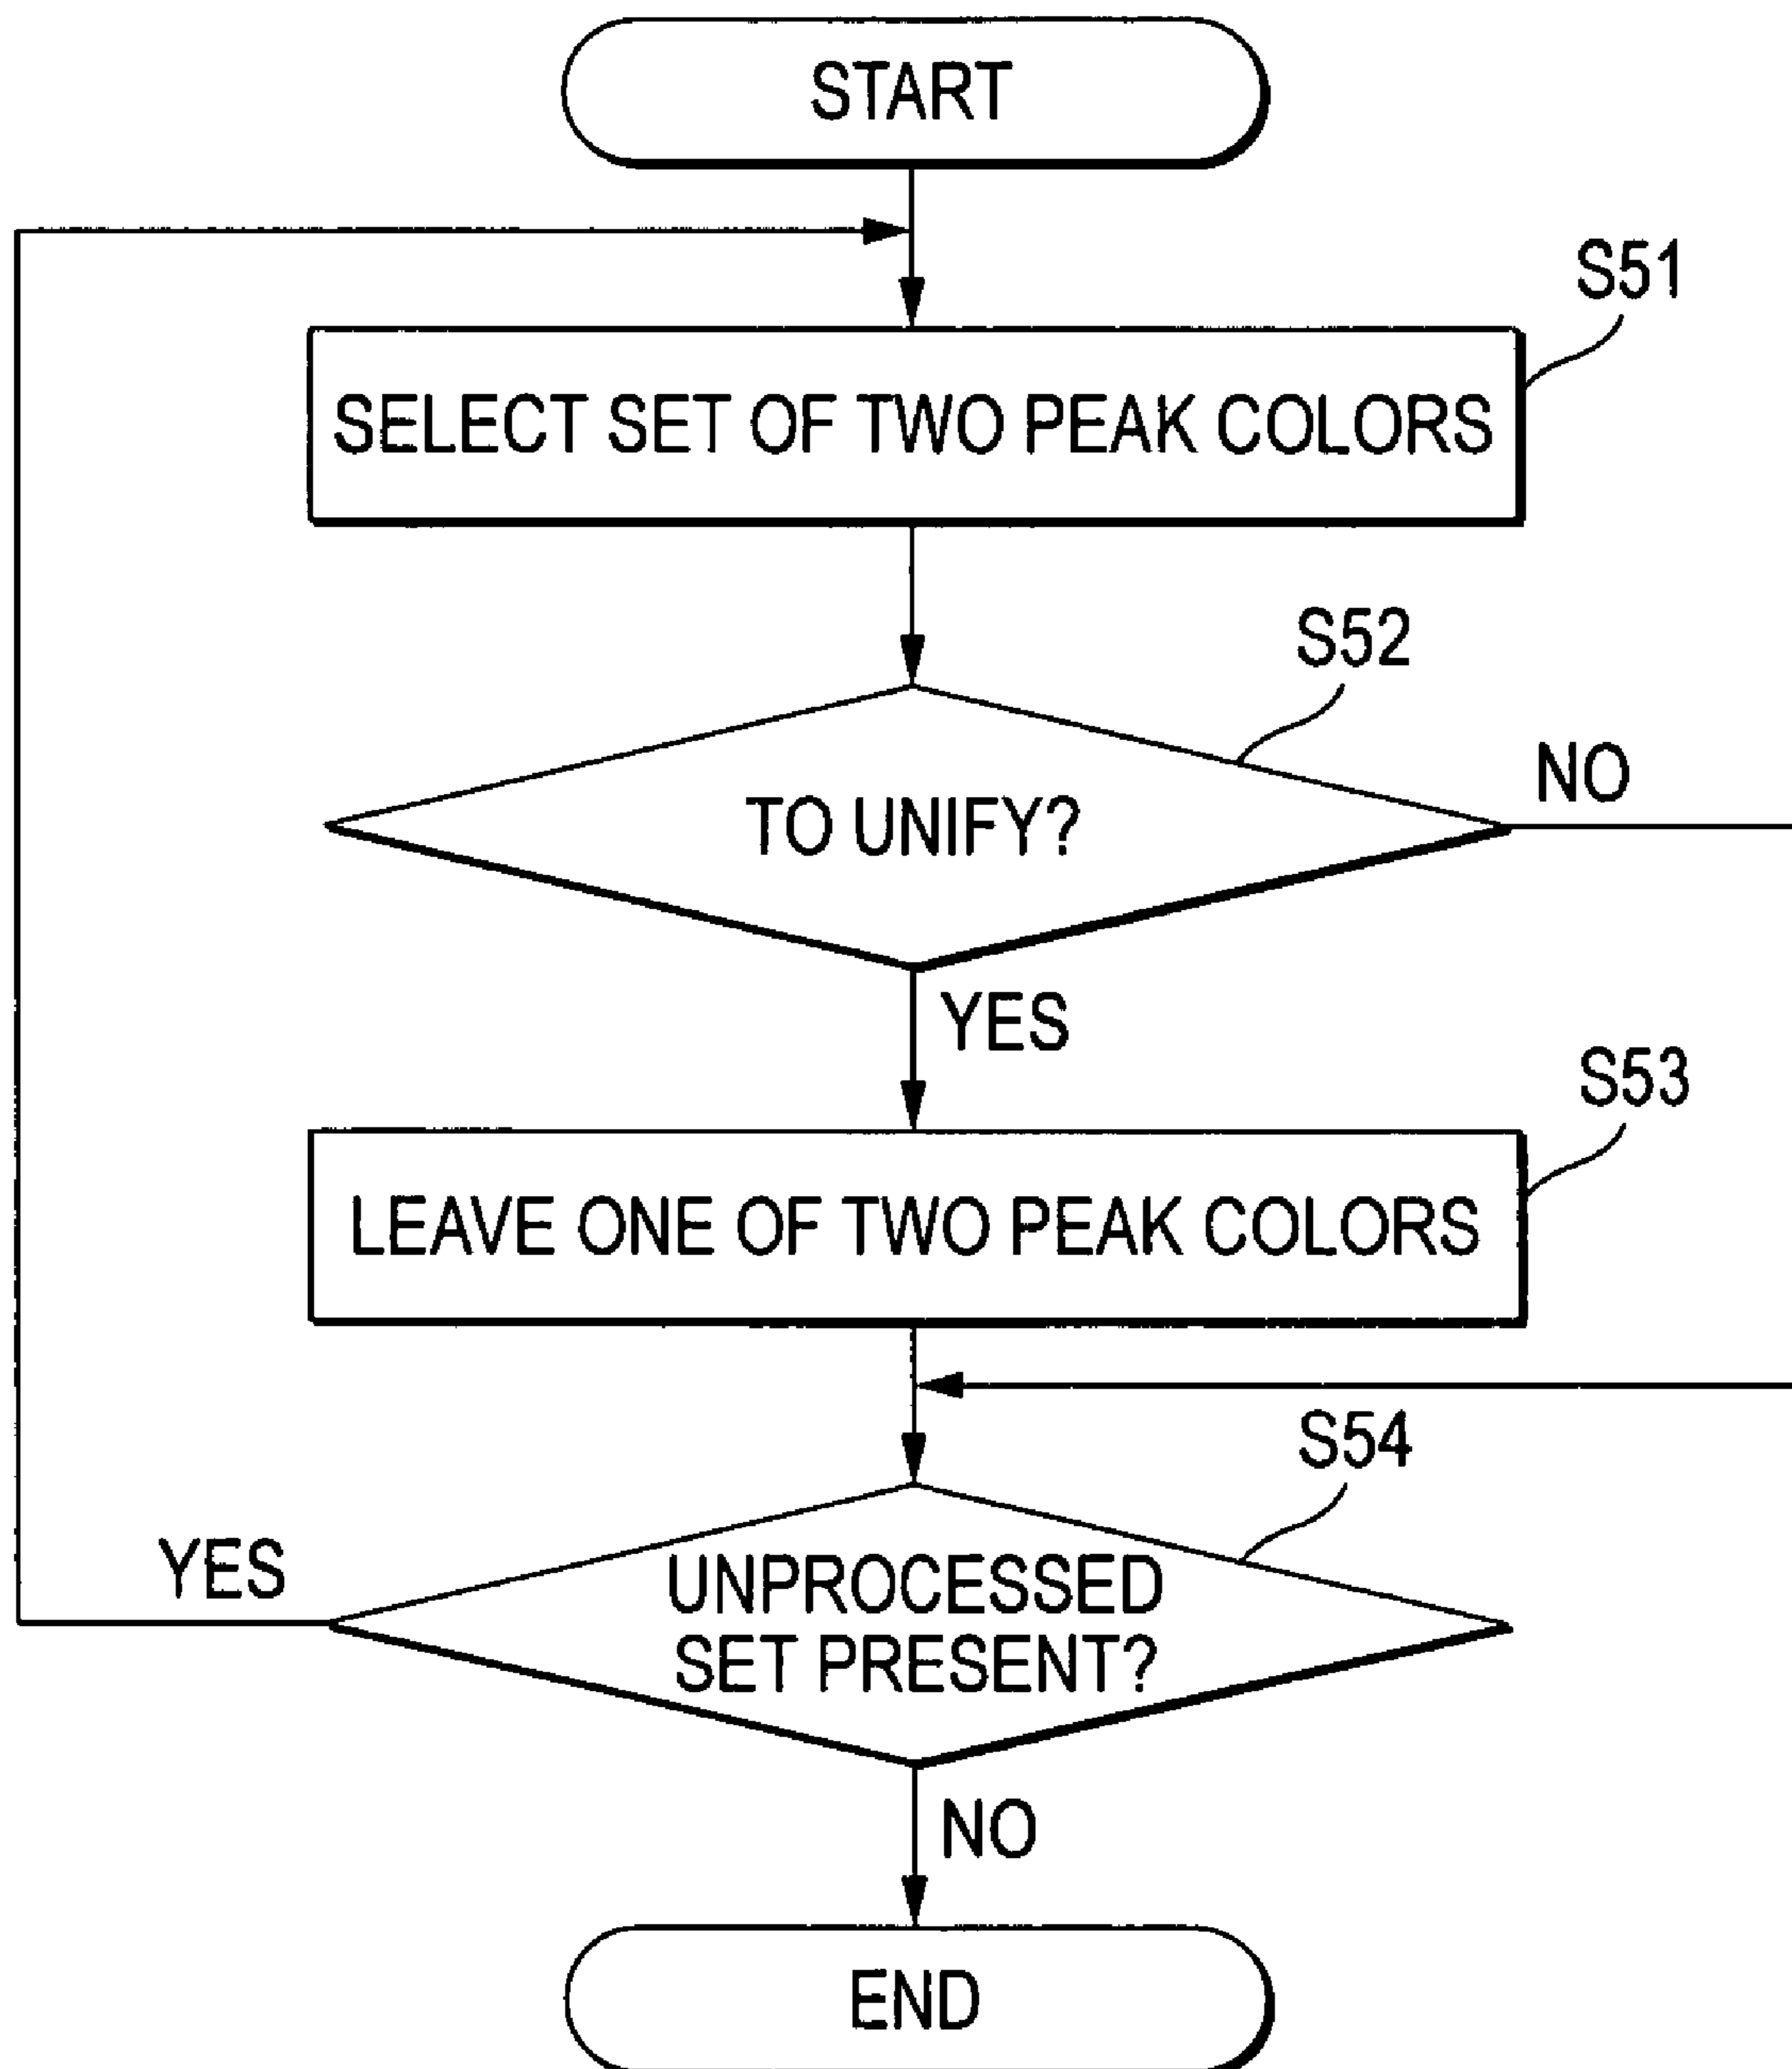 START
S51
SELECT SET OF TWO PEAK COLORS
S52
NO
TO UNIFY?
YES
S53
LEAVE ONE OF TWO PEAK COLORS
S54
YES
UNPROCESSED
SET PRESENT?
NO
END